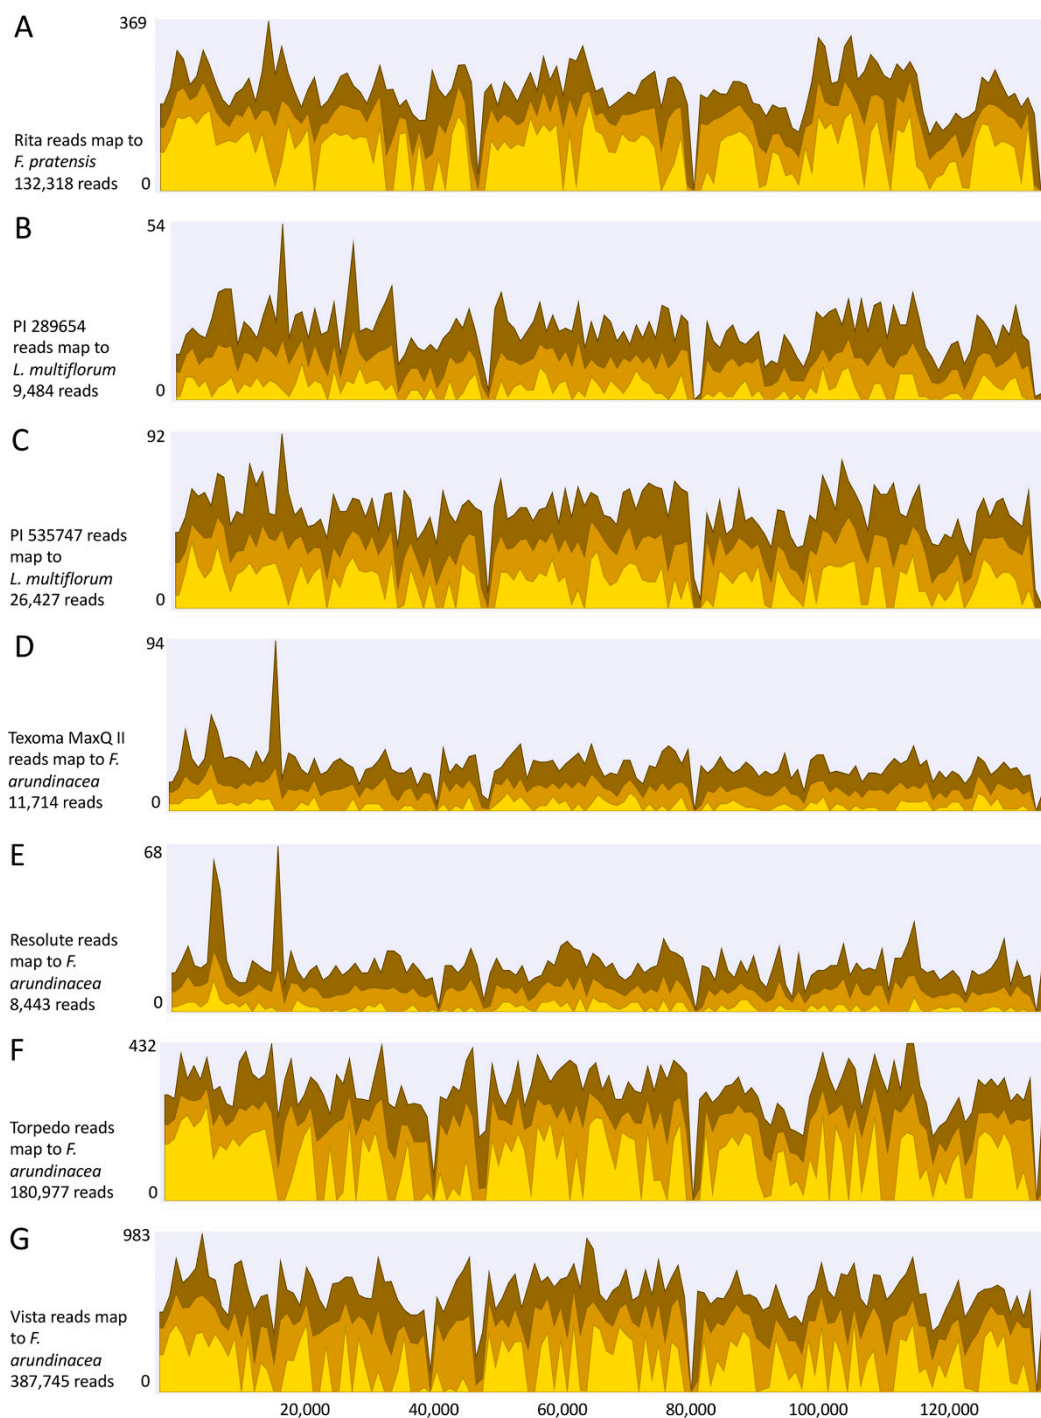 A
369
Rita reads map to
F. pratensis
132,318 reads
0
B
54
PI 289654
reads map to
L. multiflorum
9,484 reads
0
C
92
PI 535747 reads
map to
L. multiflorum
26,427 reads
0
D
94
Texoma MaxQ II
reads map to F.
arundinacea
11,714 reads
0
E
68
Resolute reads
map to F.
arundinacea
8,443 reads
0
F
432
Torpedo reads
map to F.
arundinacea
180,977 reads
0
G
983
Vista reads map
to F.
arundinacea
387,745 reads
0
20,000 40,000 60,000 80,000 100,000 120,000